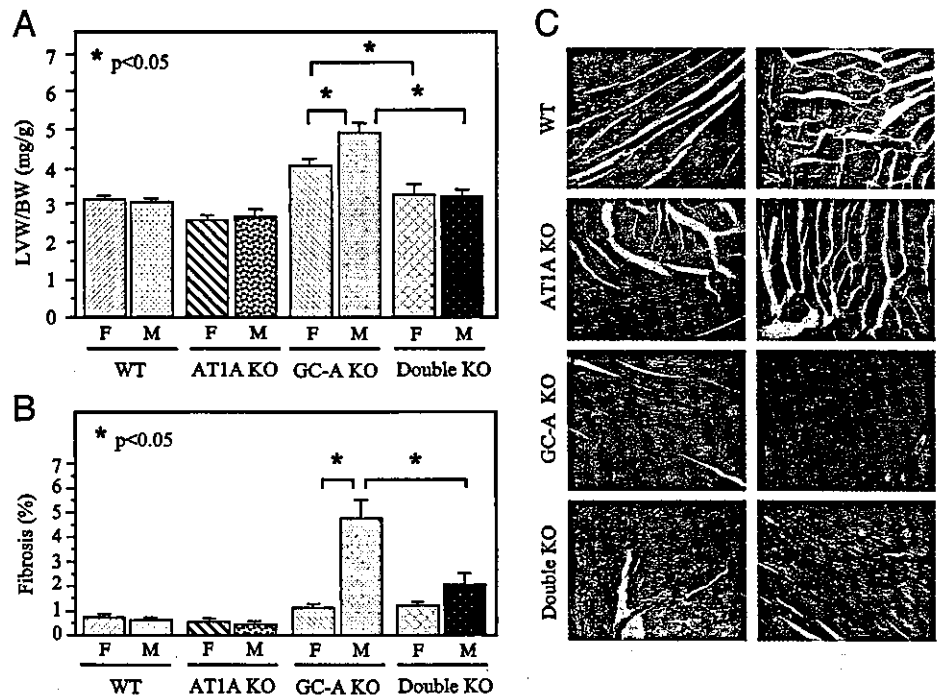 A
* p<0.05
LVW/BW (mg/g)
7
6
5
4
3
2
1
0
*
*
*
F M F M F M F M
WT AT1A KO GC-A KO Double KO
B
* p<0.05
Fibrosis (%)
7
6
5
4
3
2
1
0
*
*
F M F M F M F M
WT AT1A KO GC-A KO Double KO
C
WT
AT1A KO
GC-A KO
Double KO